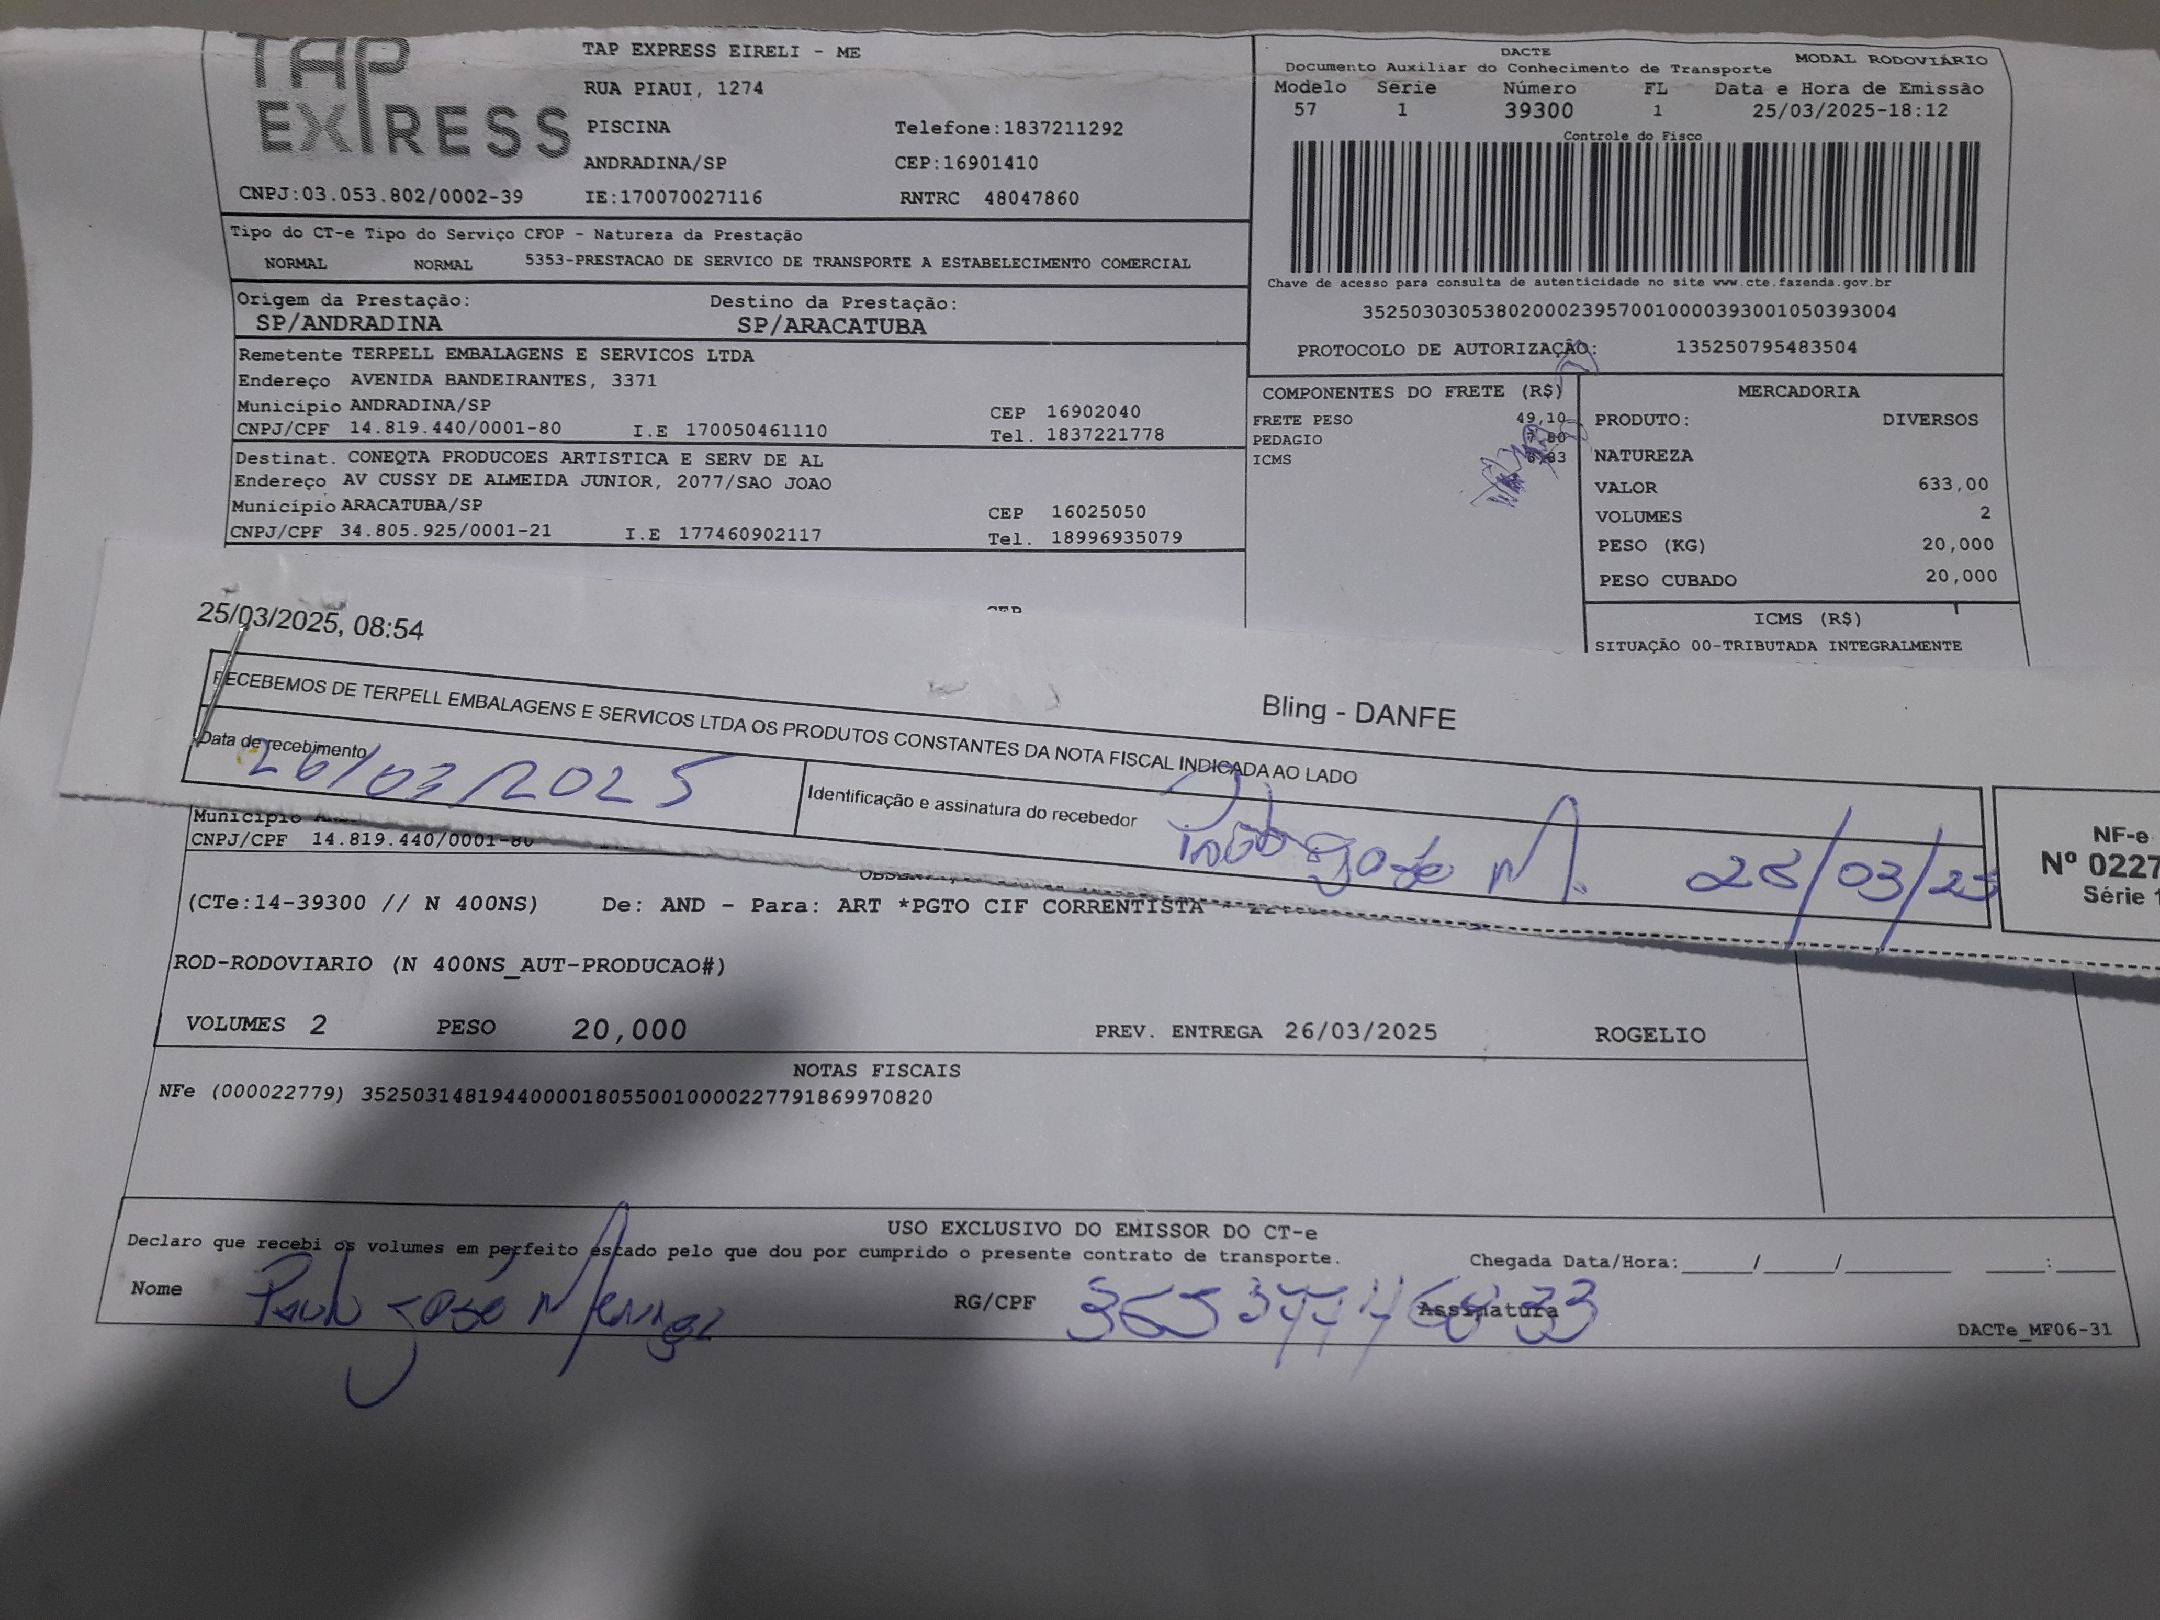 TAP
EXPRESS
TAP EXPRESS EIRELI - ME
RUA PIAUI, 1274
PISCINA Telefone:1837211292
ANDRADINA/SP CEP:16901410
CNPJ:03.053.802/0002-39 IE:170070027116 RNTRC 48047860
DACTE MODAL RODOVIÁRIO
Documento Auxiliar do Conhecimento de Transporte
Modelo Serie Número FL Data e Hora de Emissão
57 1 39300 1 25/03/2025-18:12
Controle do Fisco
Chave de acesso para consulta de autenticidade no site www.cte.fazenda.gov.br
35250303053802000239570010000393001050393004
PROTOCOLO DE AUTORIZAÇÃO: 135250795483504
Tipo do CT-e Tipo do Serviço CFOP - Natureza da Prestação
NORMAL NORMAL 5353-PRESTACAO DE SERVICO DE TRANSPORTE A ESTABELECIMENTO COMERCIAL
Origem da Prestação: Destino da Prestação:
SP/ANDRADINA SP/ARACATUBA
Remetente TERPELL EMBALAGENS E SERVICOS LTDA
Endereço AVENIDA BANDEIRANTES, 3371
Município ANDRADINA/SP CEP 16902040
CNPJ/CPF 14.819.440/0001-80 I.E 170050461110 Tel. 1837221778
Destinat. CONEQTA PRODUCOES ARTISTICA E SERV DE AL
Endereço AV CUSSY DE ALMEIDA JUNIOR, 2077/SAO JOAO
Município ARACATUBA/SP CEP 16025050
CNPJ/CPF 34.805.925/0001-21 I.E 177460902117 Tel. 18996935079
COMPONENTES DO FRETE (R$)
FRETE PESO 49,10
PEDAGIO
ICMS
MERCADORIA
PRODUTO: DIVERSOS
NATUREZA
VALOR 633,00
VOLUMES 2
PESO (KG) 20,000
PESO CUBADO 20,000
ICMS (R$)
SITUAÇÃO 00-TRIBUTADA INTEGRALMENTE
CEP
25/03/2025, 08:54
Bling - DANFE
RECEBEMOS DE TERPELL EMBALAGENS E SERVICOS LTDA OS PRODUTOS CONSTANTES DA NOTA FISCAL INDICADA AO LADO
Data de recebimento Identificação e assinatura do recebedor
26/03/2025 José M. 26/03/25
NF-e
Nº 0227
Série 1
Município
CNPJ/CPF 14.819.440/0001-80
(CTe:14-39300 // N 400NS) De: AND - Para: ART *PGTO CIF CORRENTISTA *
ROD-RODOVIARIO (N 400NS_AUT-PRODUCAO#)
VOLUMES 2 PESO 20,000 PREV. ENTREGA 26/03/2025 ROGELIO
NOTAS FISCAIS
NFe (000022779) 35250314819440000180550010000227791869970820
USO EXCLUSIVO DO EMISSOR DO CT-e
Declaro que recebi os volumes em perfeito estado pelo que dou por cumprido o presente contrato de transporte. Chegada Data/Hora:____/____/______ ____:____
Nome José RG/CPF Assinatura
DACTe_MF06-31